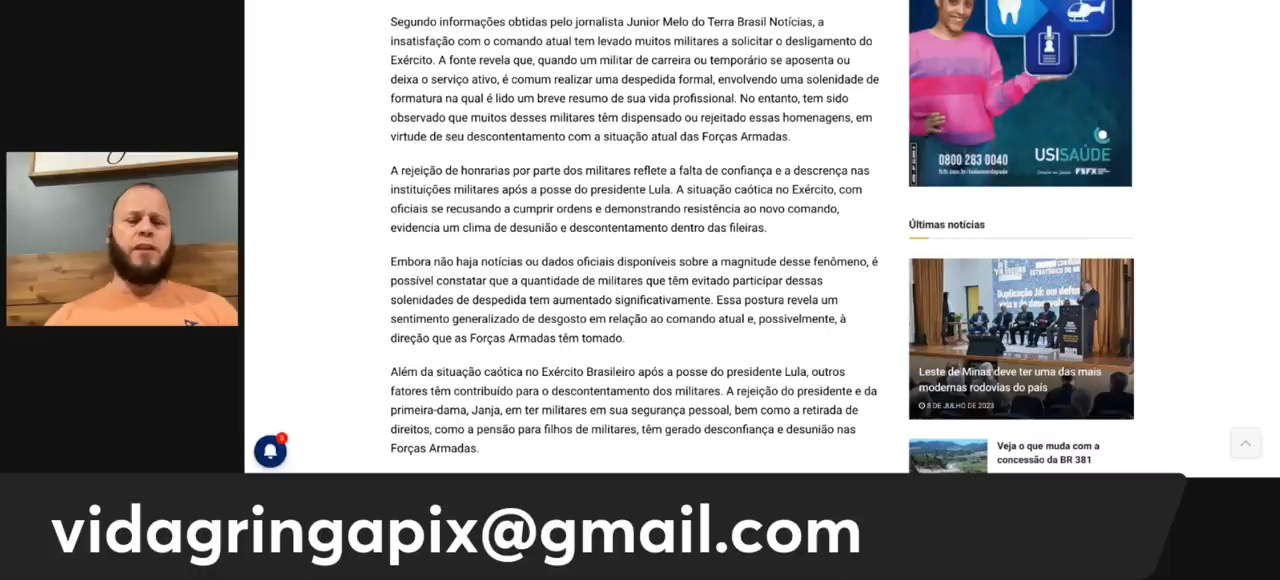 Segundo informações obtidas pelo jornalista Junior Melo do Terra Brasil Notícias, a
insatisfação com o comando atual tem levado muitos militares a solicitar o desligamento do
Exército. A fonte revela que, quando um militar de carreira ou temporário se aposenta ou
deixa o serviço ativo, é comum realizar uma despedida formal, envolvendo uma solenidade de
formatura na qual é lido um breve resumo de sua vida profissional. No entanto, tem sido
observado que muitos desses militares têm dispensado ou rejeitado essas homenagens, em
virtude de seu descontentamento com a situação atual das Forças Armadas.
A rejeição de honrarias por parte dos militares reflete a falta de confiança e a descrença nas
instituições militares após a posse do presidente Lula. A situação caótica no Exército, com
oficiais se recusando a cumprir ordens e demonstrando resistência ao novo comando,
evidencia um clima de desunião e descontentamento dentro das fileiras.
Embora não haja notícias ou dados oficiais disponíveis sobre a magnitude desse fenômeno, é
possível constatar que a quantidade de militares que têm evitado participar dessas
solenidades de despedida tem aumentado significativamente. Essa postura revela um
sentimento generalizado de desgosto em relação ao comando atual e, possivelmente, à
direção que as Forças Armadas têm tomado.
Além da situação caótica no Exército Brasileiro após a posse do presidente Lula, outros
fatores têm contribuído para o descontentamento dos militares. A rejeição do presidente e da
primeira-dama, Janja, em ter militares em sua segurança pessoal, bem como a retirada de
direitos, como a pensão para filhos de militares, têm gerado desconfiança e desunião nas
Forças Armadas.
0800 283 0040
USISAÚDE
FSFX
Últimas notícias
Duplicação Já: em defesa
Leste de Minas deve ter uma das mais
modernas rodovias do país
8 DE JULHO DE 2023
Veja o que muda com a
concessão da BR 381
3
vidagringapix@gmail.com